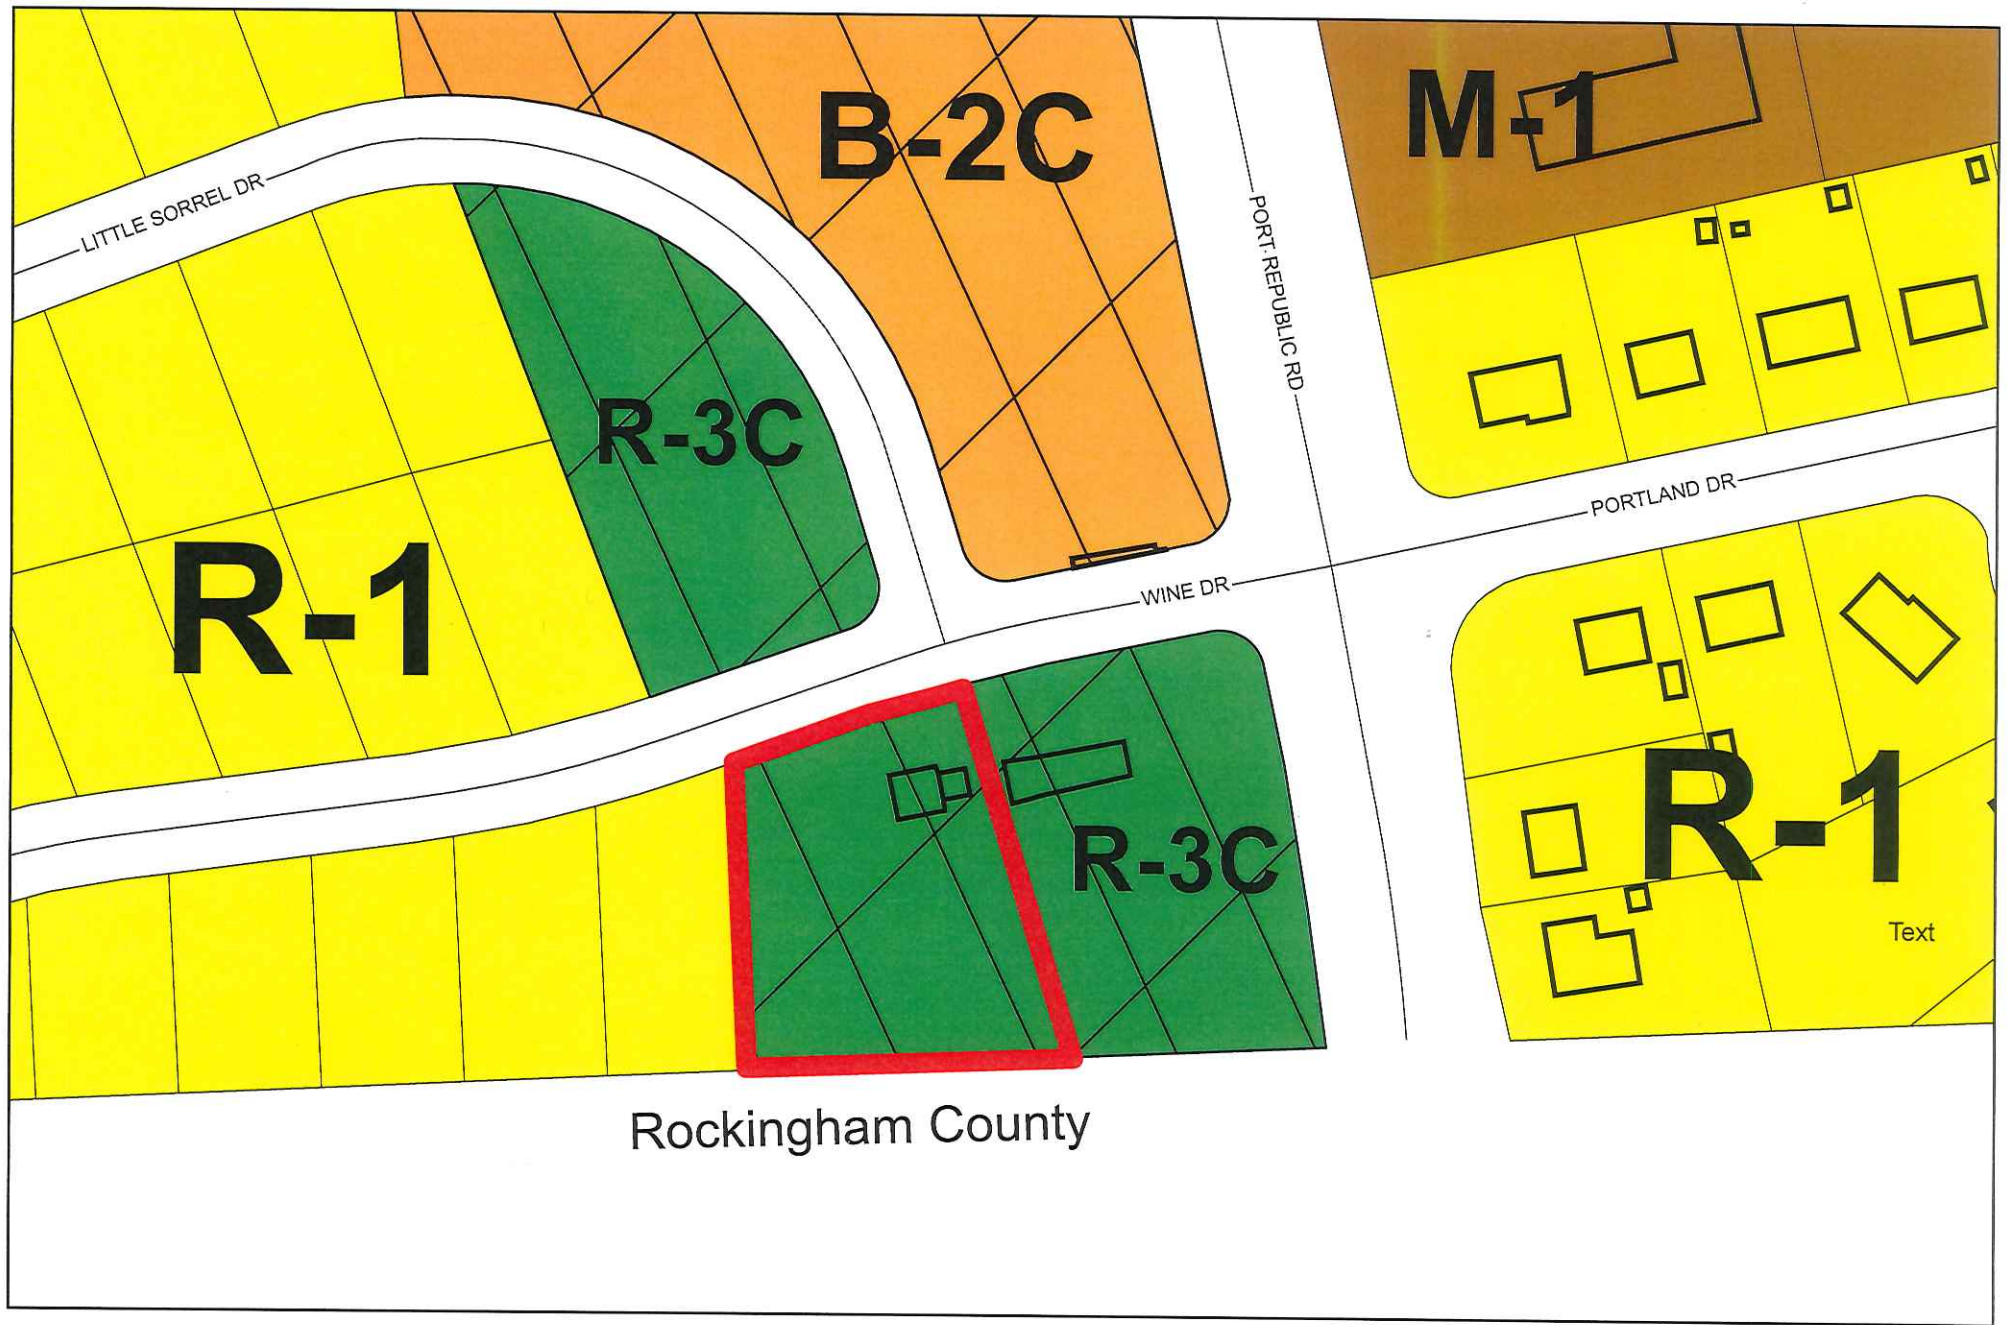 B-2C
M-1
LITTLE SORREL DR
PORT REPUBLIC RD
R-3C
PORTLAND DR
R-1
WINE DR
R-1
R-3C
Text
Rockingham County